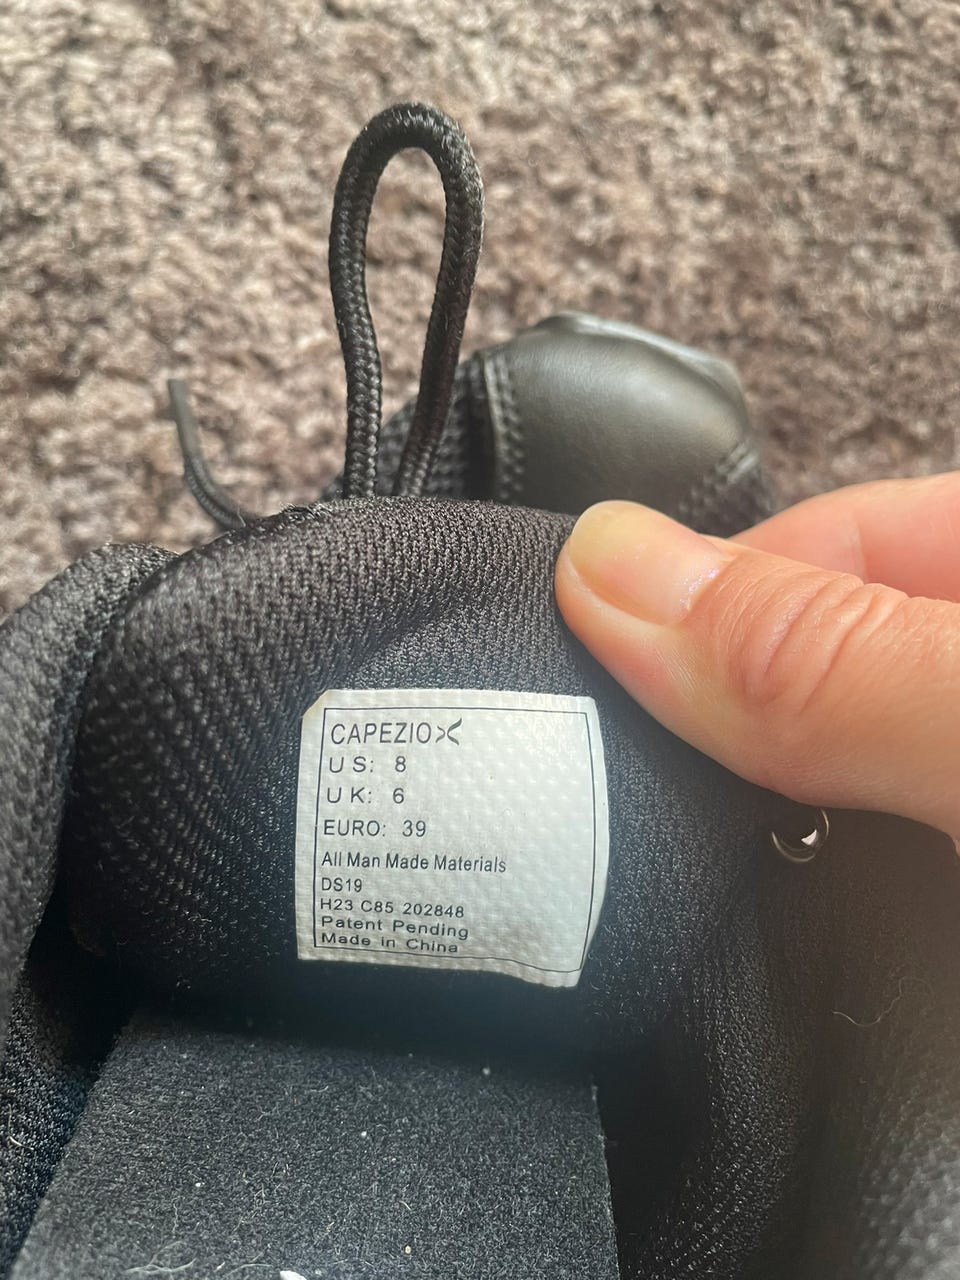 CAPEZIO
US: 8
UK: 6
EURO: 39
All Man Made Materials
DS19
H23 C85 202848
Patent Pending
Made in China